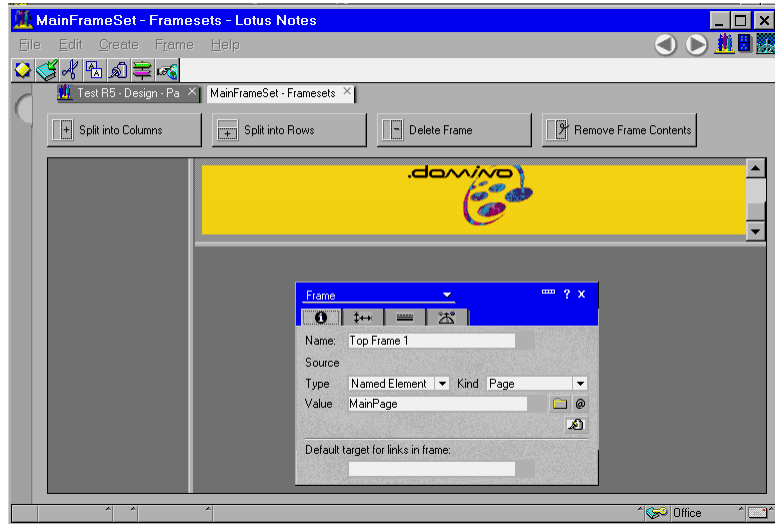 MainFrameSet - Framesets - Lotus Notes
File Edit Create Frame Help
Test R5 - Design - Pa MainFrameSet - Framesets
Split into Columns Split into Rows Delete Frame Remove Frame Contents
.domino
Frame
Name: Top Frame 1
Source
Type Named Element Kind Page
Value MainPage @
Default target for links in frame:
Office